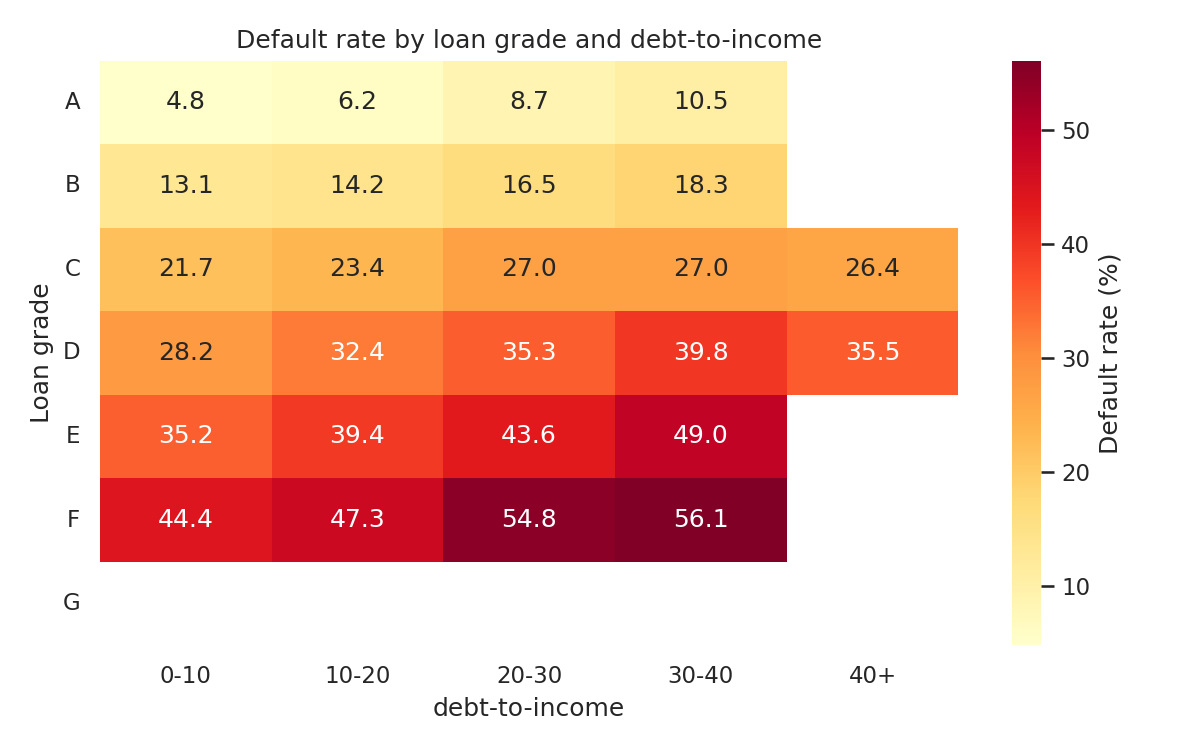 Default rate by loan grade and debt-to-income
A 4.8 6.2 8.7 10.5
B 13.1 14.2 16.5 18.3
C 21.7 23.4 27.0 27.0 26.4
D 28.2 32.4 35.3 39.8 35.5
E 35.2 39.4 43.6 49.0
F 44.4 47.3 54.8 56.1
G
0-10 10-20 20-30 30-40 40+
debt-to-income
Loan grade
50
40
30
20
10
Default rate (%)